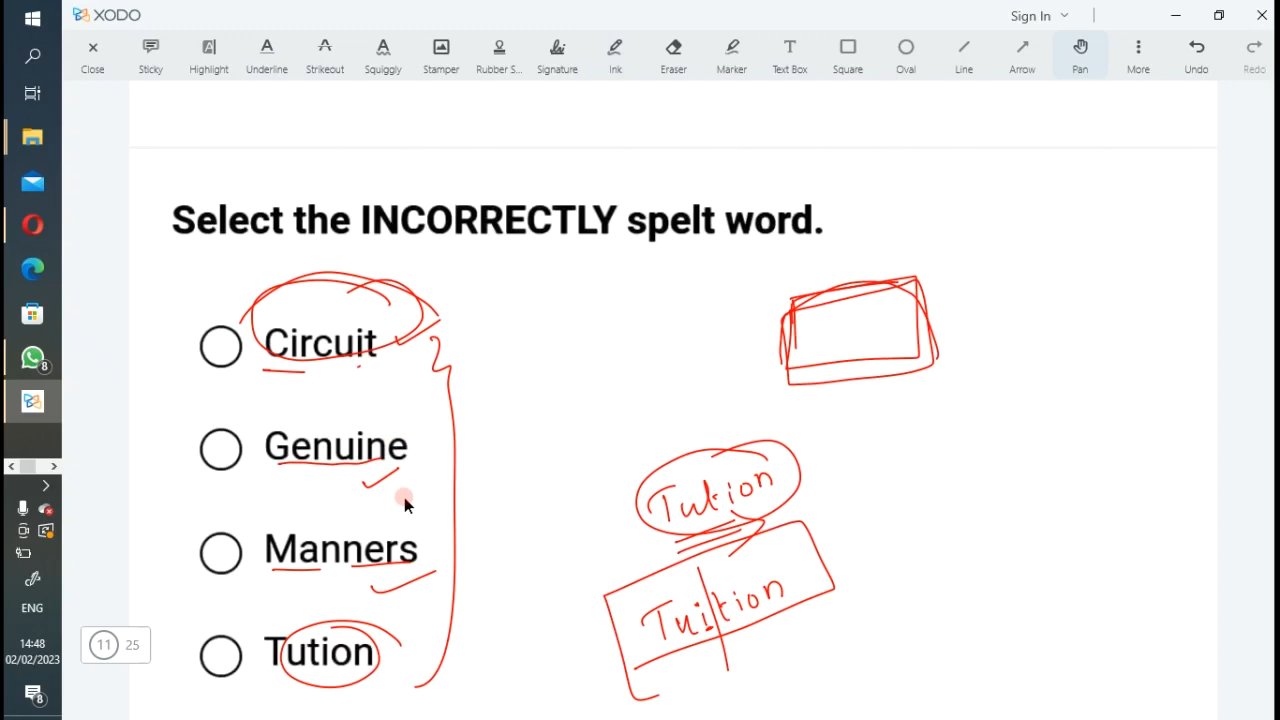 XODO
Sign In
Close
Sticky
Highlight
Underline
Strikeout
Squiggly
Stamper
Rubber S...
Signature
Ink
Eraser
Marker
Text Box
Square
Oval
Line
Arrow
Pan
More
Undo
Redo
Select the INCORRECTLY spelt word.
Circuit
Genuine
Manners
Tution
Tution
Tuition
8
ENG
14:48
02/02/2023
8
11 25